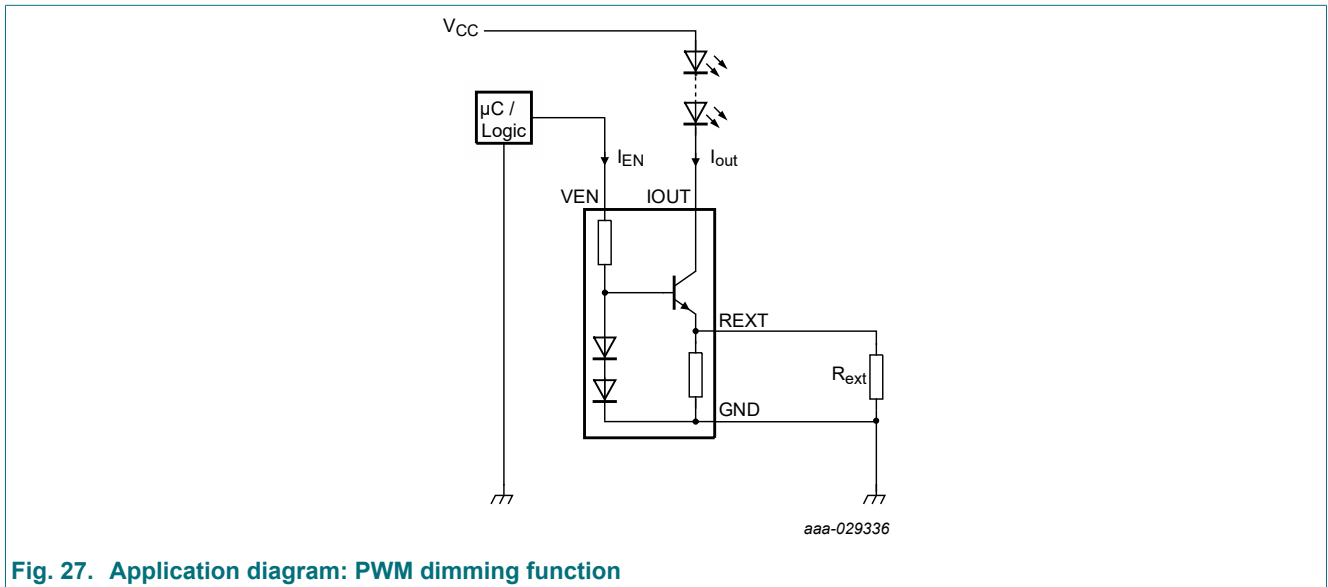 VCC
µC /
Logic
IEN
Iout
VEN
IOUT
REXT
Rext
GND
aaa-029336
Fig. 27. Application diagram: PWM dimming function